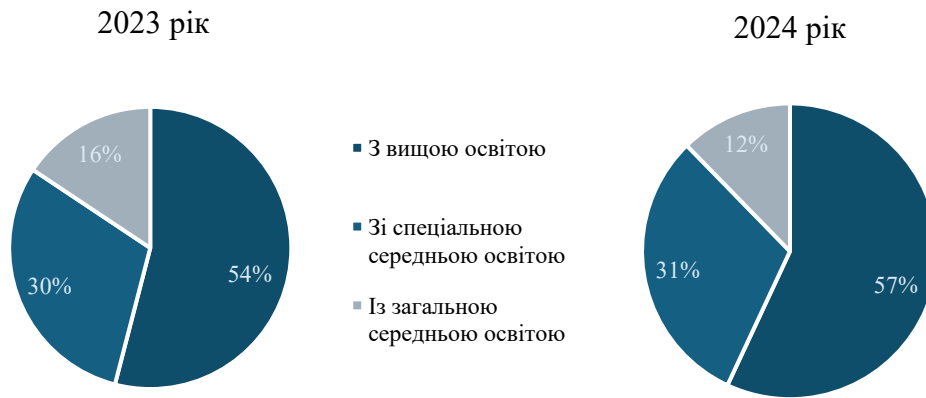 2023 рік
2024 рік
16%
30%
54%
З вищою освітою
Зі спеціальною
середньою освітою
Із загальною
середньою освітою
12%
31%
57%